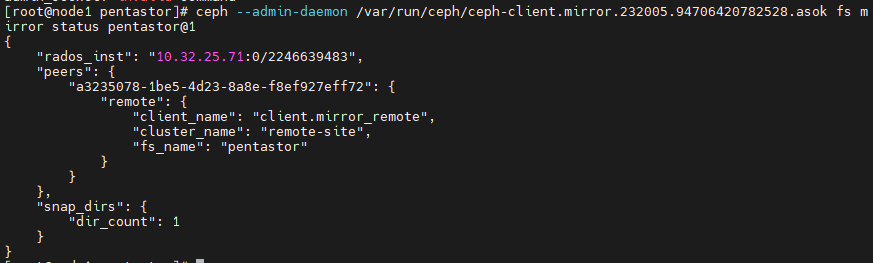 [root@node1 pentastor]# ceph --admin-daemon /var/run/ceph/ceph-client.mirror.232005.94706420782528.asok fs m
irror status pentastor@1
{
    "rados_inst": "10.32.25.71:0/2246639483",
    "peers": {
        "a3235078-1be5-4d23-8a8e-f8ef927eff72": {
            "remote": {
                "client_name": "client.mirror_remote",
                "cluster_name": "remote-site",
                "fs_name": "pentastor"
            }
        }
    },
    "snap_dirs": {
        "dir_count": 1
    }
}